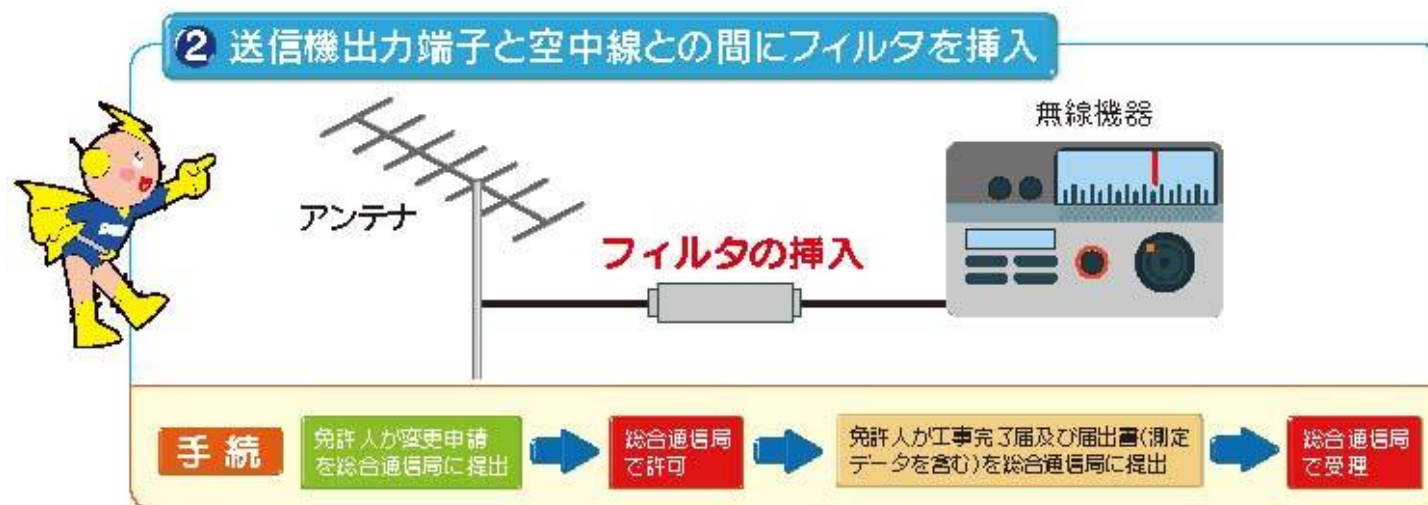 ② 送信機出力端子と空中線との間にフィルタを挿入
無線機器
アンテナ
フィルタの挿入
手続
免許人が変更申請
を総合通信局に提出
総合通信局
で許可
免許人が工事完了届及び届出書(測定
データを含む)を総合通信局に提出
総合通信局
で受理